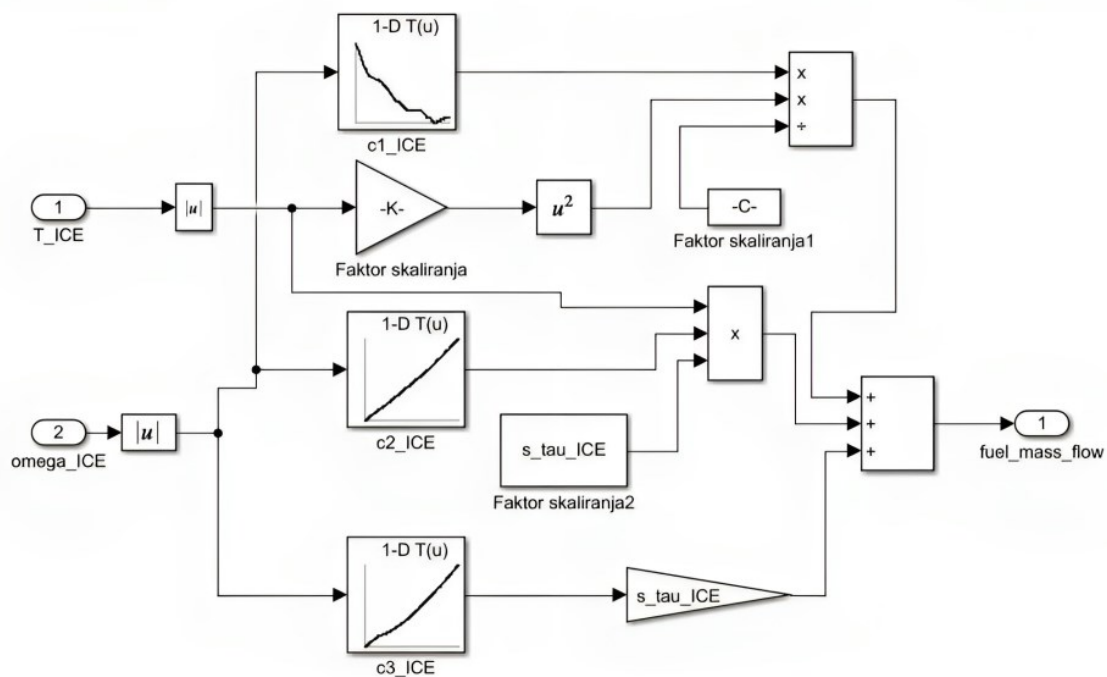 1-D T(u)
c1_ICE
x
x
÷
1
T_ICE
|u|
-K-
Faktor skaliranja
u²
-C-
Faktor skaliranja1
1-D T(u)
c2_ICE
x
2
omega_ICE
|u|
s_tau_ICE
Faktor skaliranja2
+
+
+
1
fuel_mass_flow
1-D T(u)
c3_ICE
s_tau_ICE